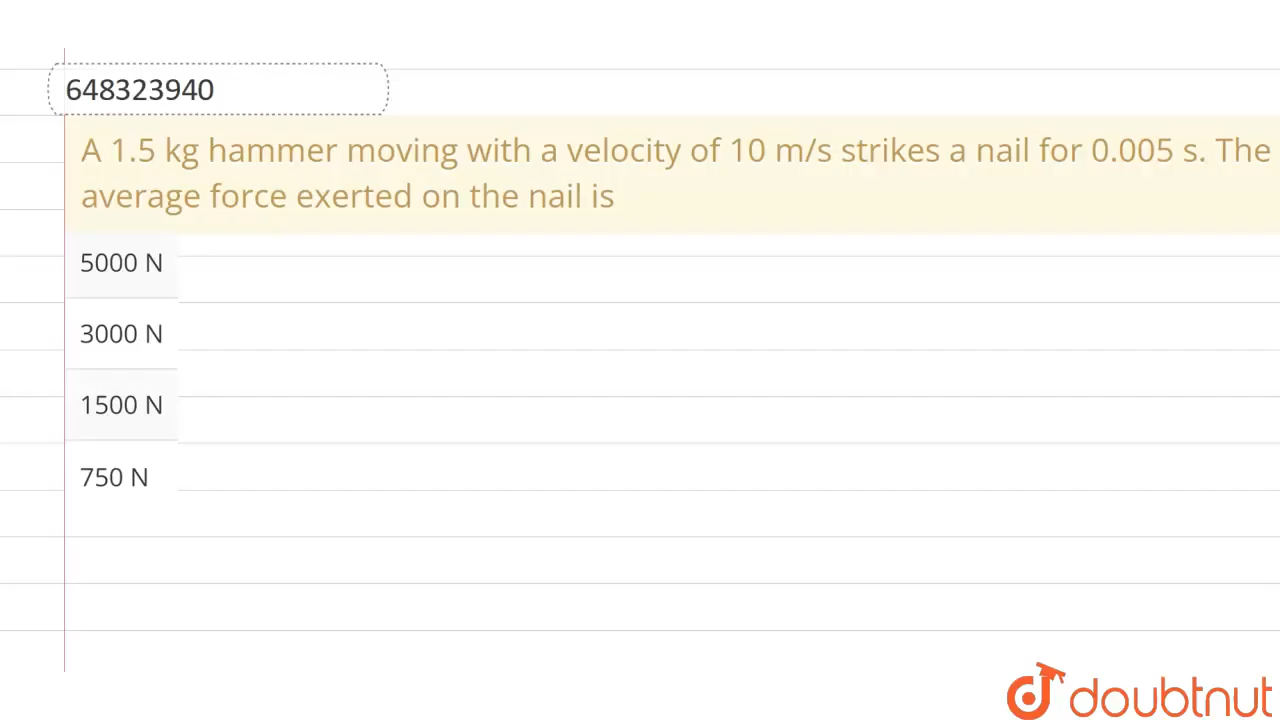 648323940
A 1.5 kg hammer moving with a velocity of 10 m/s strikes a nail for 0.005 s. The
average force exerted on the nail is
5000 N
3000 N
1500 N
750 N
doubtnut